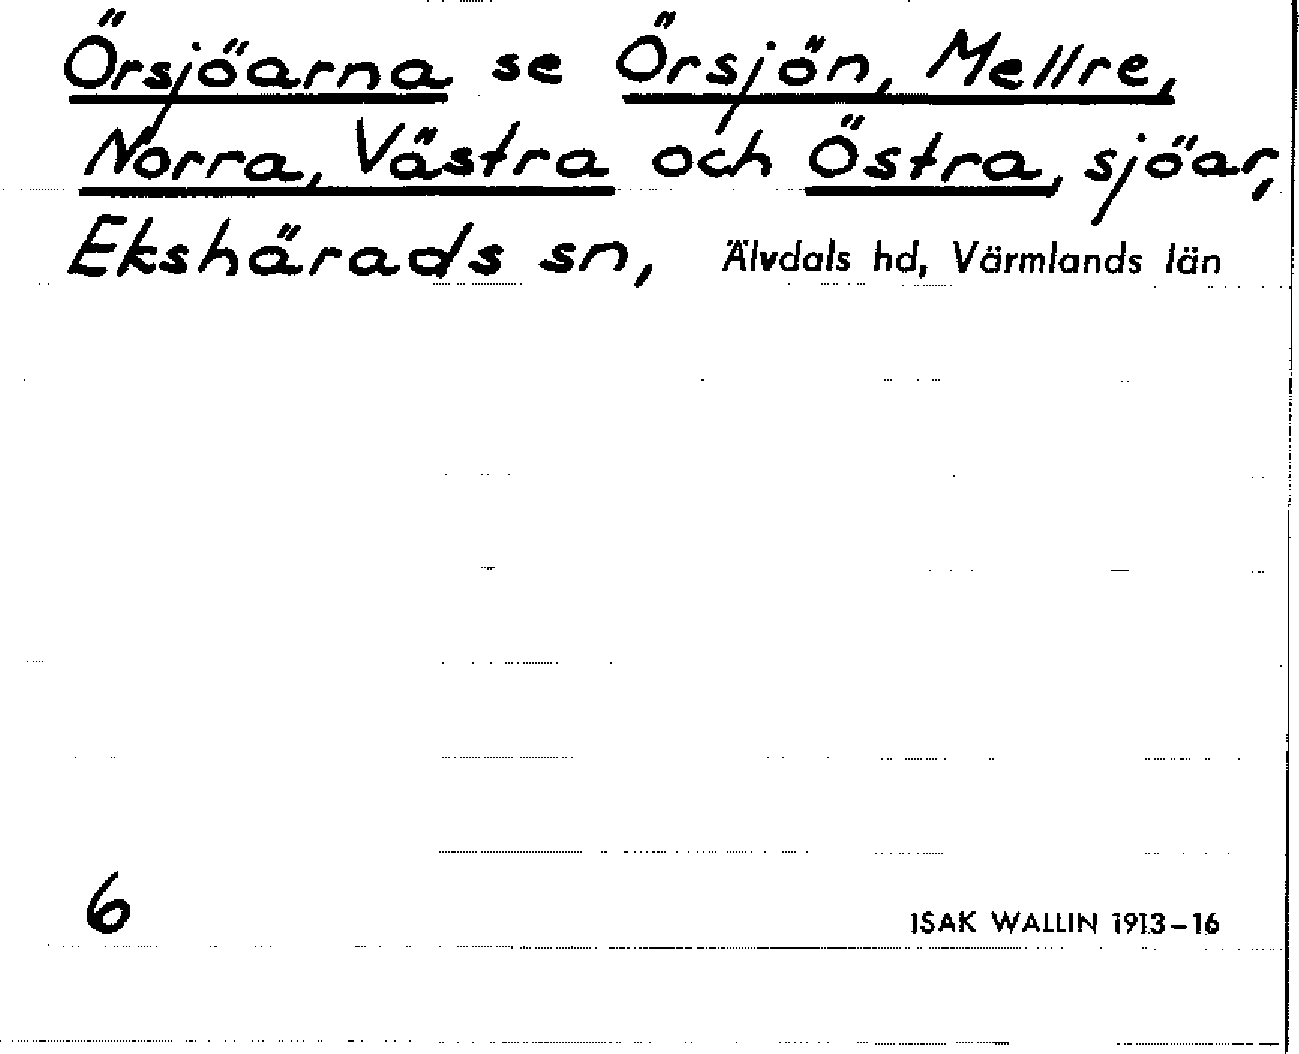 Örsjöarna se Örsjön, Mellre,
Norra, Västra och Östra, sjöar,
Ekshärads sn, Älvdals hd, Värmlands län
6
ISAK WALLIN 1913-16